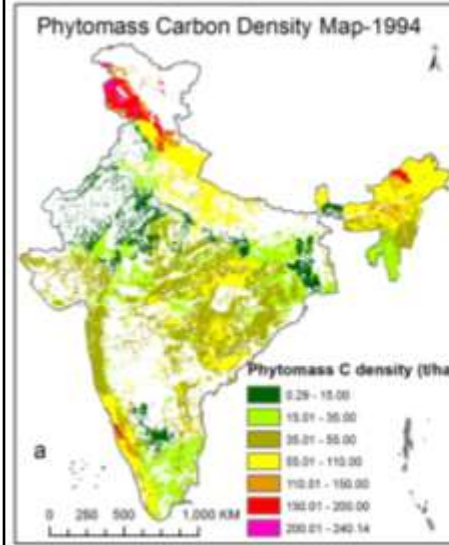 Phytomass Carbon Density Map-1994
Phytomass C density (t/ha
0.29 - 15.00
15.01 - 35.00
35.01 - 55.00
55.01 - 110.00
110.01 - 150.00
150.01 - 200.00
200.01 - 240.14
a
0 250 500 1,000 KM